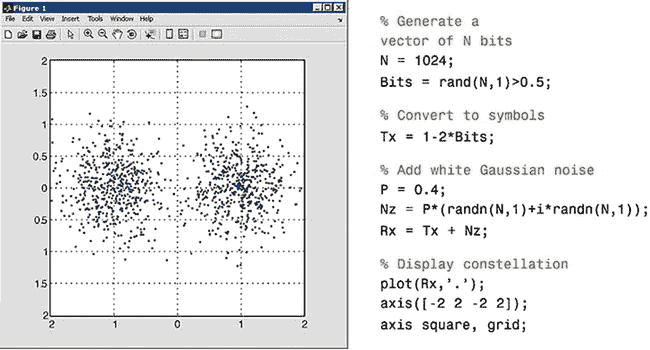 Figure 1
File Edit View Insert Tools Window Help
2
1.5
1
0.5
0
0.5
1
1.5
2
2 1 0 1 2
% Generate a
vector of N bits
N = 1024;
Bits = rand(N,1)>0.5;
% Convert to symbols
Tx = 1-2*Bits;
% Add white Gaussian noise
P = 0.4;
Nz = P*(randn(N,1)+i*randn(N,1));
Rx = Tx + Nz;
% Display constellation
plot(Rx,’.’);
axis([-2 2 -2 2]);
axis square, grid;